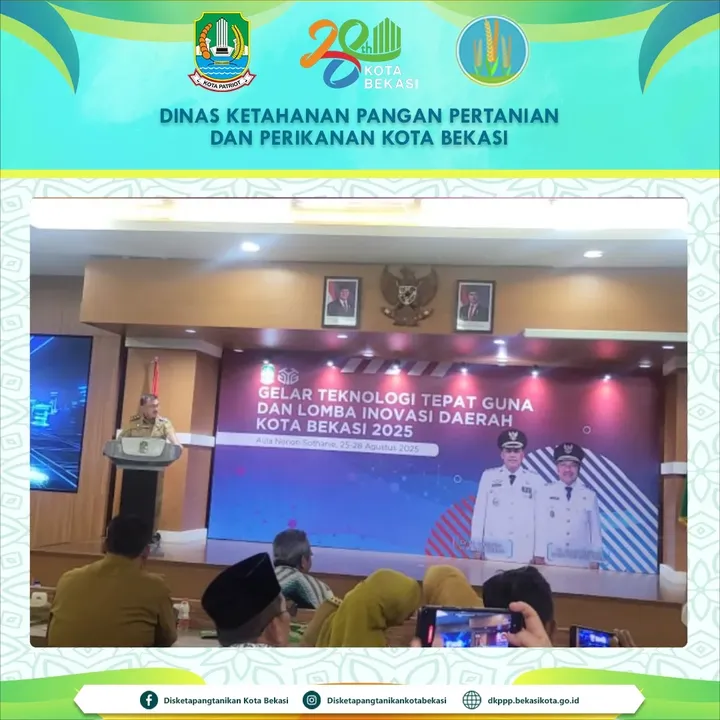 KOTA PATRIOT
28th
KOTA
BEKASI
DINAS KETAHANAN PANGAN PERTANIAN
DAN PERIKANAN KOTA BEKASI
GELAR TEKNOLOGI TEPAT GUNA
DAN LOMBA INOVASI DAERAH
KOTA BEKASI 2025
Aula Nonon Sothanie, 25-28 Agustus 2025
Disketapangtanikan Kota Bekasi
Disketapangtanikankotabekasi
dkppp.bekasikota.go.id